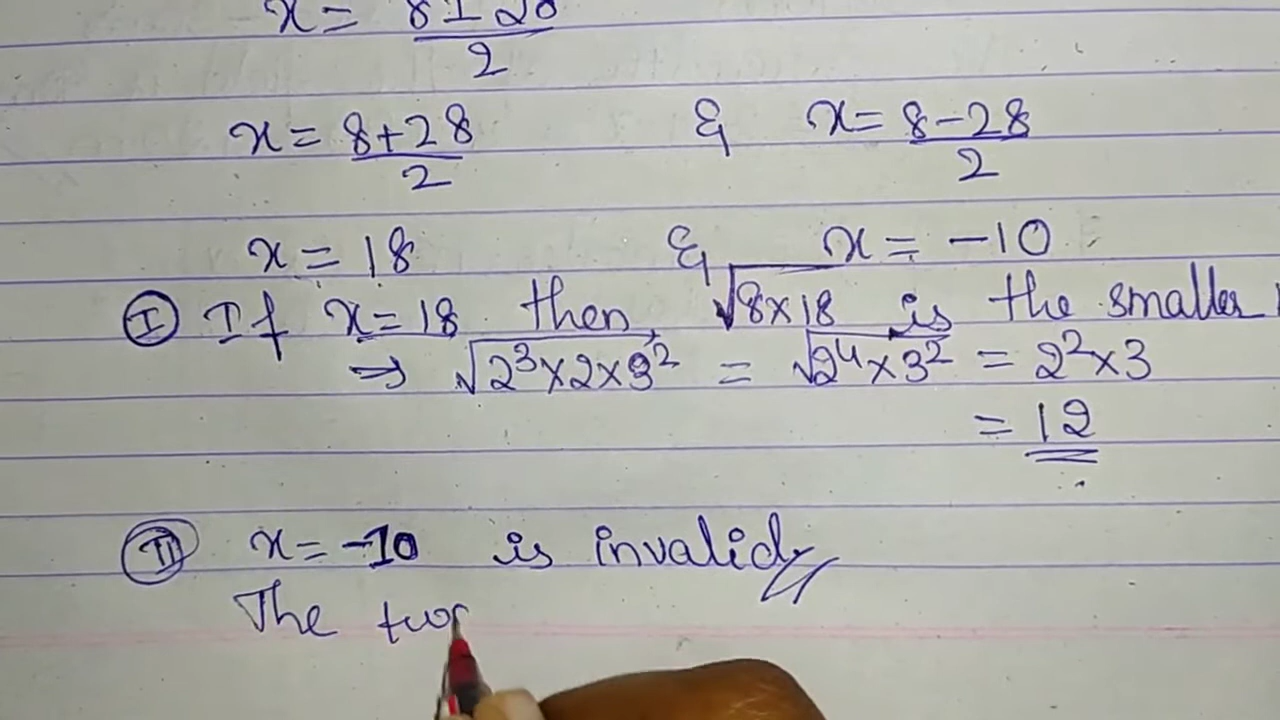 x = 8 ± 28 / 2
x = 8+28 / 2 & x = 8-28 / 2
x = 18 & x = -10
I If x = 18 then, √8×18 is the smaller
→ √2³×2×3² = √2⁴×3² = 2²×3
= 12
II x = -10 is invalid
The two